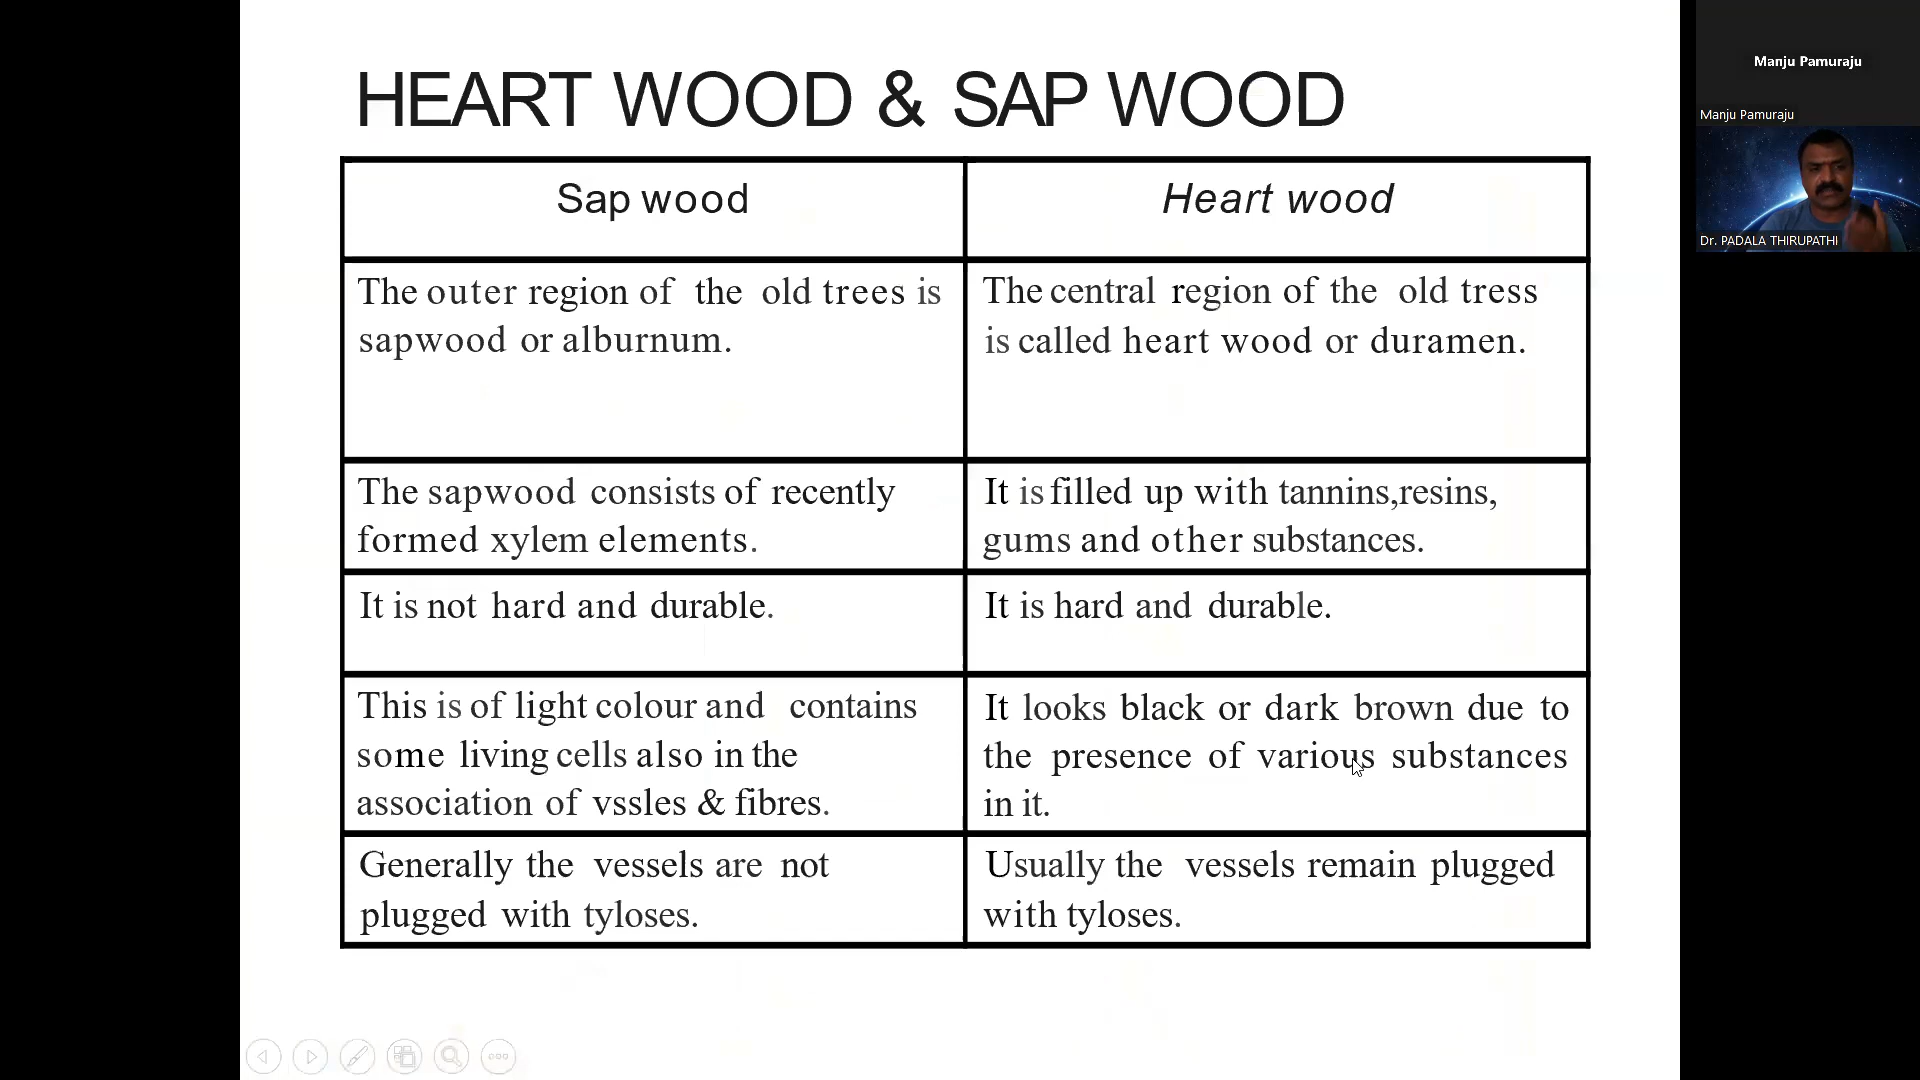 HEART WOOD & SAP WOOD
Sap wood
Heart wood
The outer region of the old trees is
sapwood or alburnum.
The central region of the old tress
is called heart wood or duramen.
The sapwood consists of recently
formed xylem elements.
It is filled up with tannins,resins,
gums and other substances.
It is not hard and durable.
It is hard and durable.
This is of light colour and contains
some living cells also in the
association of vssles & fibres.
It looks black or dark brown due to
the presence of various substances
in it.
Generally the vessels are not
plugged with tyloses.
Usually the vessels remain plugged
with tyloses.
Manju Pamuraju
Manju Pamuraju
Dr. PADALA THIRUPATHI